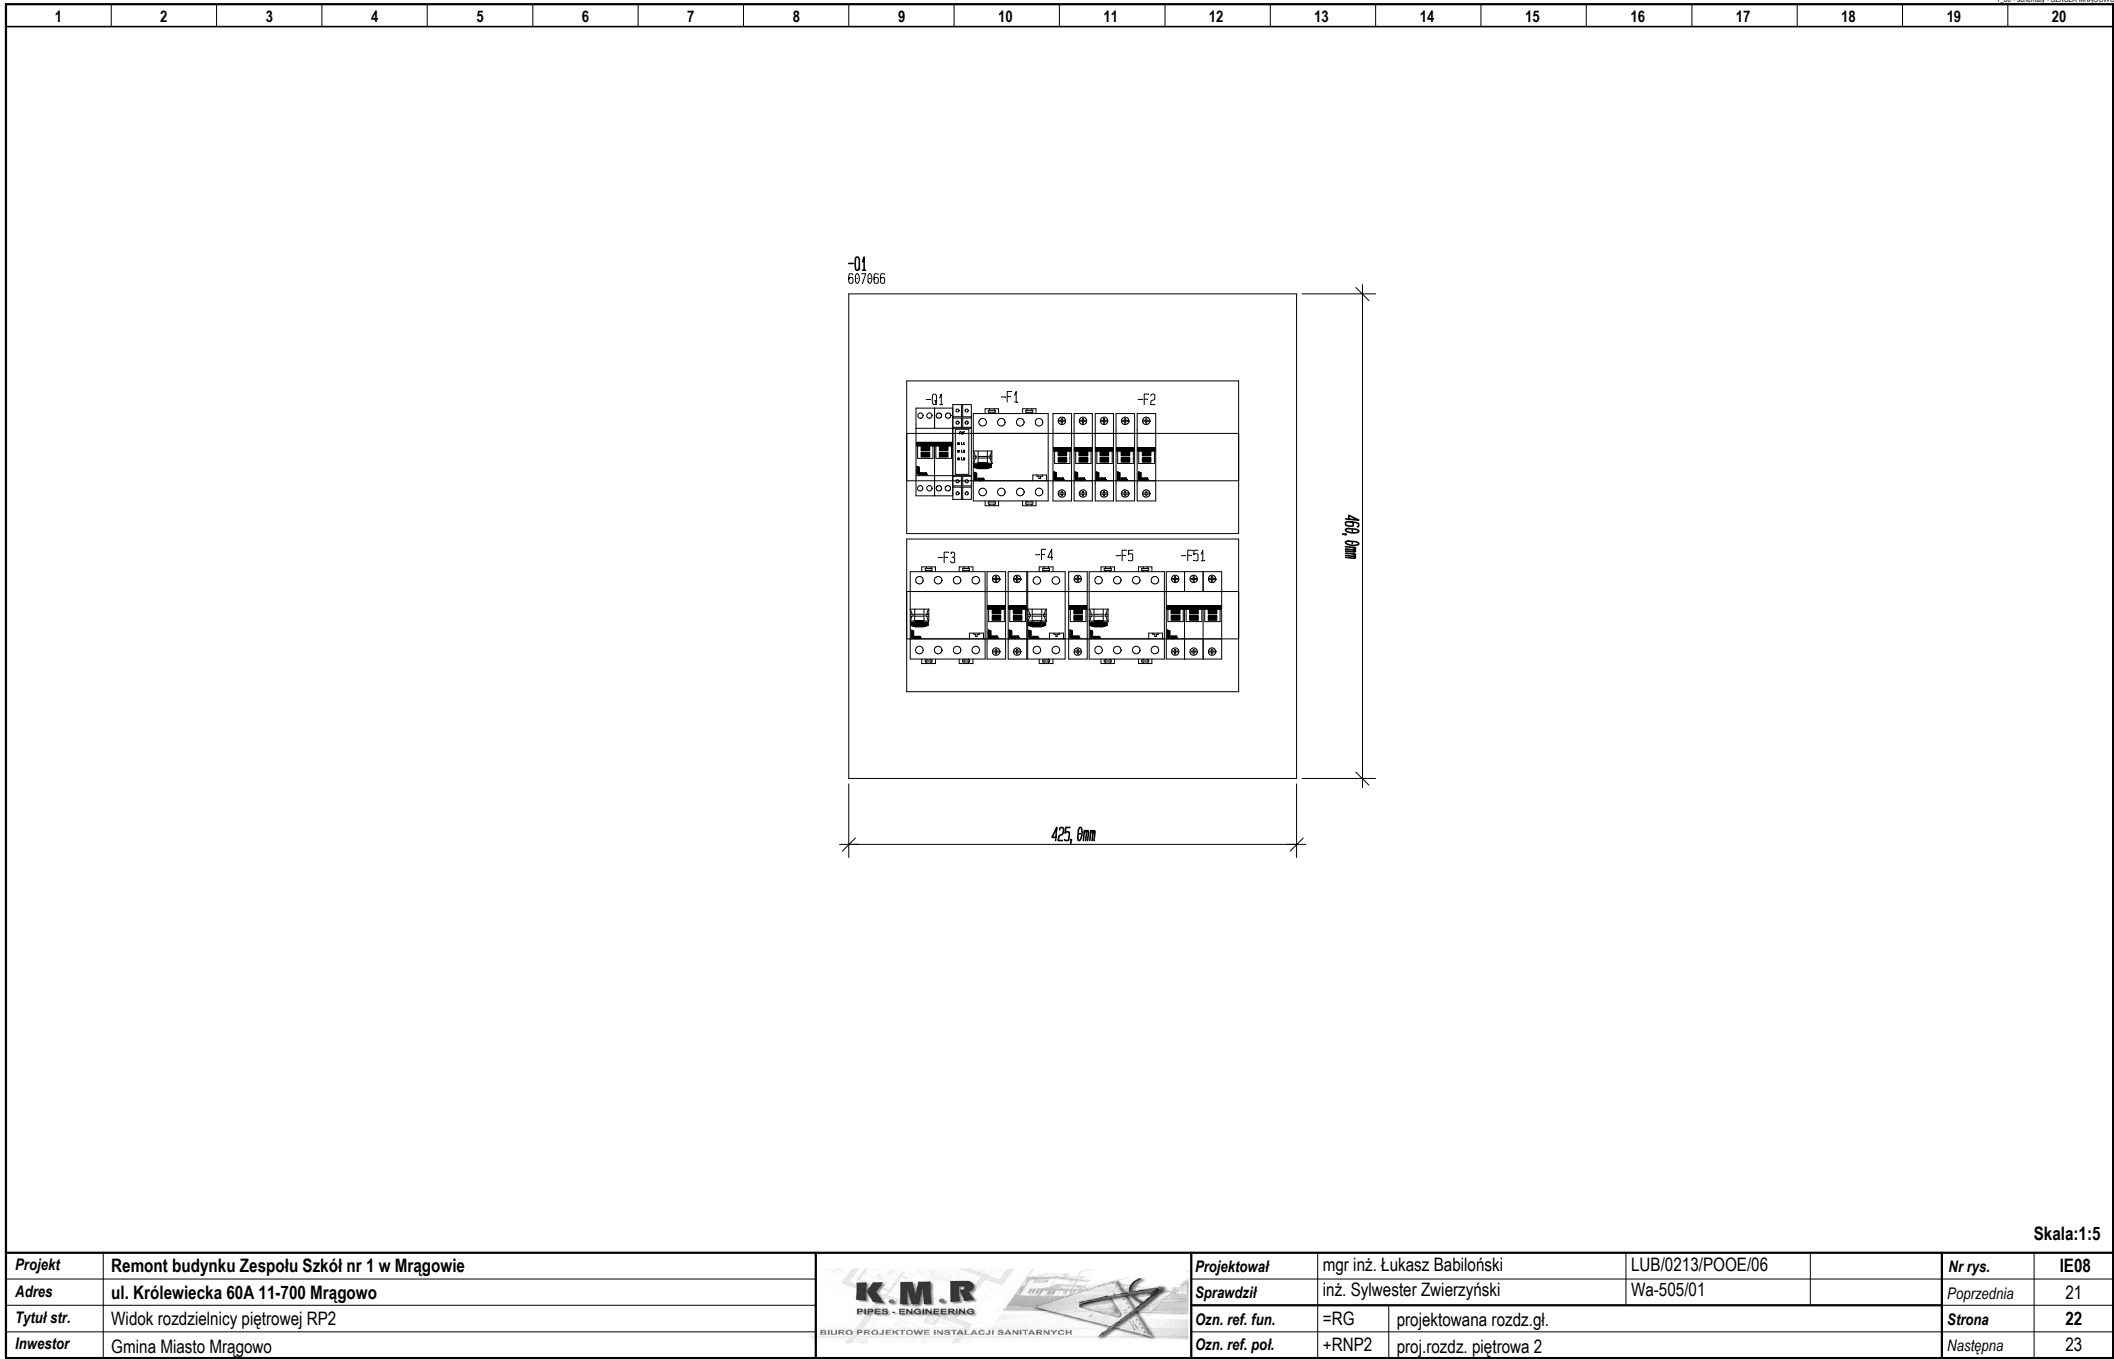 1 2 3 4 5 6 7 8 9 10 11 12 13 14 15 16 17 18 19 20
-01
607066
-Q1 -F1 -F2
-F3 -F4 -F5 -F51
460,0mm
425,0mm
Skala:1:5
Projekt Remont budynku Zespołu Szkół nr 1 w Mrągowie
Adres ul. Królewiecka 60A 11-700 Mrągowo
Tytuł str. Widok rozdzielnicy piętrowej RP2
Inwestor Gmina Miasto Mrągowo
K.M.R
PIPES - ENGINEERING
BIURO PROJEKTOWE INSTALACJI SANITARNYCH
Projektował mgr inż. Łukasz Babiloński LUB/0213/POOE/06
Sprawdził inż. Sylwester Zwierzyński Wa-505/01
Ozn. ref. fun. =RG projektowana rozdz.gł.
Ozn. ref. poł. +RNP2 proj.rozdz. piętrowa 2
Nr rys. IE08
Poprzednia 21
Strona 22
Następna 23